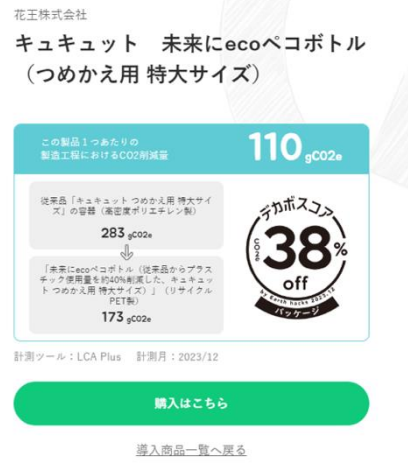 花王株式会社
キュキュット　未来にecoペコボトル
（つめかえ用 特大サイズ）
この製品１つあたりの
製造工程におけるCO2削減量
110 gCO2e
従来品「キュキュット つめかえ用 特大サイ
ズ」の容器（高密度ポリエチレン製）
283 gCO2e
「未来にecoペコボトル（従来品からプラス
チック使用量を約40%削減した、キュキュッ
ト つめかえ用 特大サイズ）」（リサイクル
PET製）
173 gCO2e
デカボスコア
CO2e
38%
off
by Earth hacks 2023.12
パッケージ
計測ツール：LCA Plus　計測月：2023/12
購入はこちら
導入商品一覧へ戻る